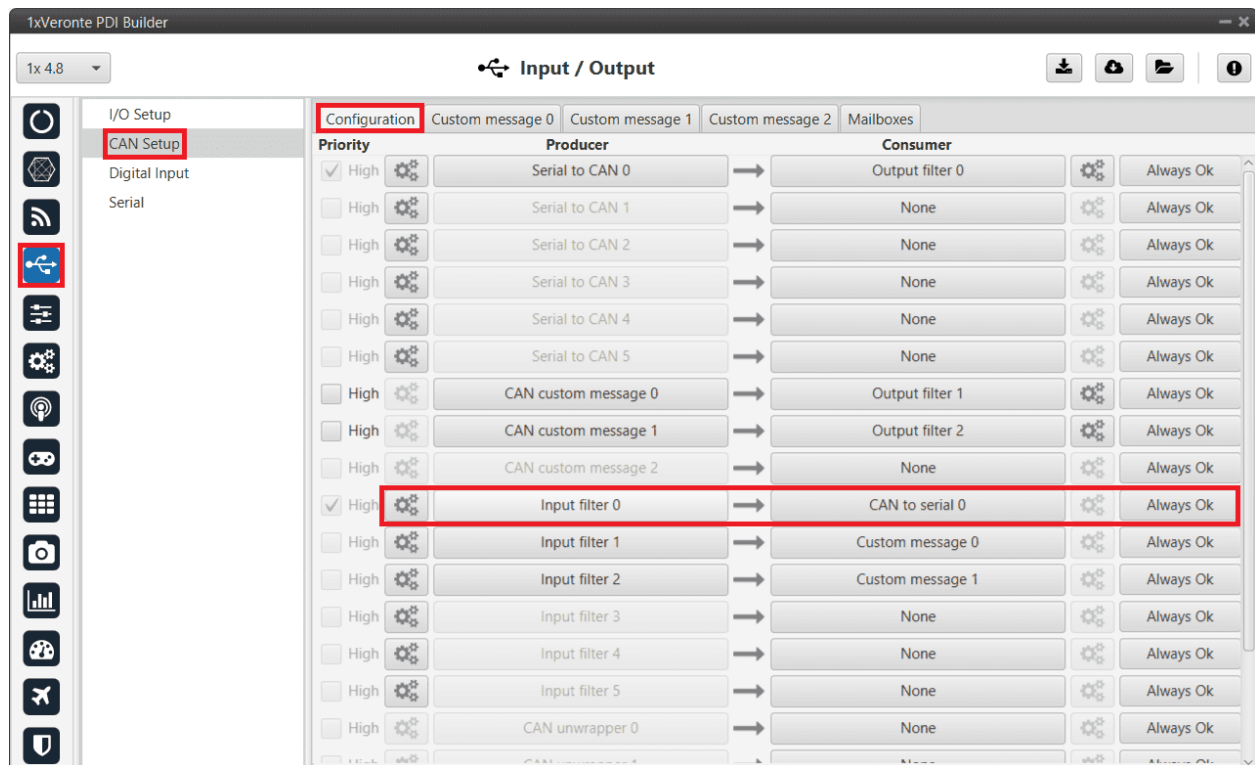 1xVeronte PDI Builder
1x 4.8
Input / Output
I/O Setup
CAN Setup
Digital Input
Serial
Configuration Custom message 0 Custom message 1 Custom message 2 Mailboxes
Priority Producer Consumer
High Serial to CAN 0 Output filter 0 Always Ok
High Serial to CAN 1 None Always Ok
High Serial to CAN 2 None Always Ok
High Serial to CAN 3 None Always Ok
High Serial to CAN 4 None Always Ok
High Serial to CAN 5 None Always Ok
High CAN custom message 0 Output filter 1 Always Ok
High CAN custom message 1 Output filter 2 Always Ok
High CAN custom message 2 None Always Ok
High Input filter 0 CAN to serial 0 Always Ok
High Input filter 1 Custom message 0 Always Ok
High Input filter 2 Custom message 1 Always Ok
High Input filter 3 None Always Ok
High Input filter 4 None Always Ok
High Input filter 5 None Always Ok
High CAN unwrapper 0 None Always Ok
High CAN unwrapper 1 None Always Ok